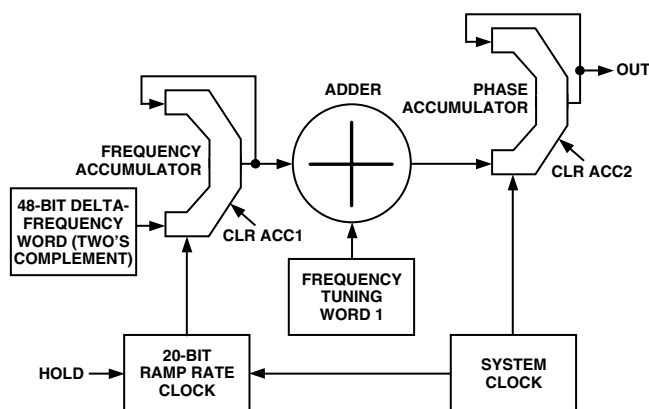 ADDER
PHASE
ACCUMULATOR
OUT
FREQUENCY
ACCUMULATOR
CLR ACC2
48-BIT DELTA-
FREQUENCY
WORD (TWO'S
COMPLEMENT)
CLR ACC1
FREQUENCY
TUNING
WORD 1
HOLD
20-BIT
RAMP RATE
CLOCK
SYSTEM
CLOCK